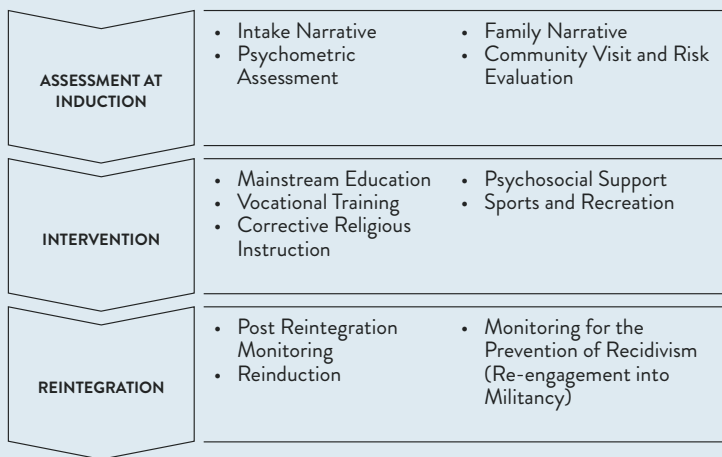 ASSESSMENT AT
INDUCTION
• Intake Narrative
• Psychometric
Assessment
• Family Narrative
• Community Visit and Risk
Evaluation
INTERVENTION
• Mainstream Education
• Vocational Training
• Corrective Religious
Instruction
• Psychosocial Support
• Sports and Recreation
REINTEGRATION
• Post Reintegration
Monitoring
• Reinduction
• Monitoring for the
Prevention of Recidivism
(Re-engagement into
Militancy)